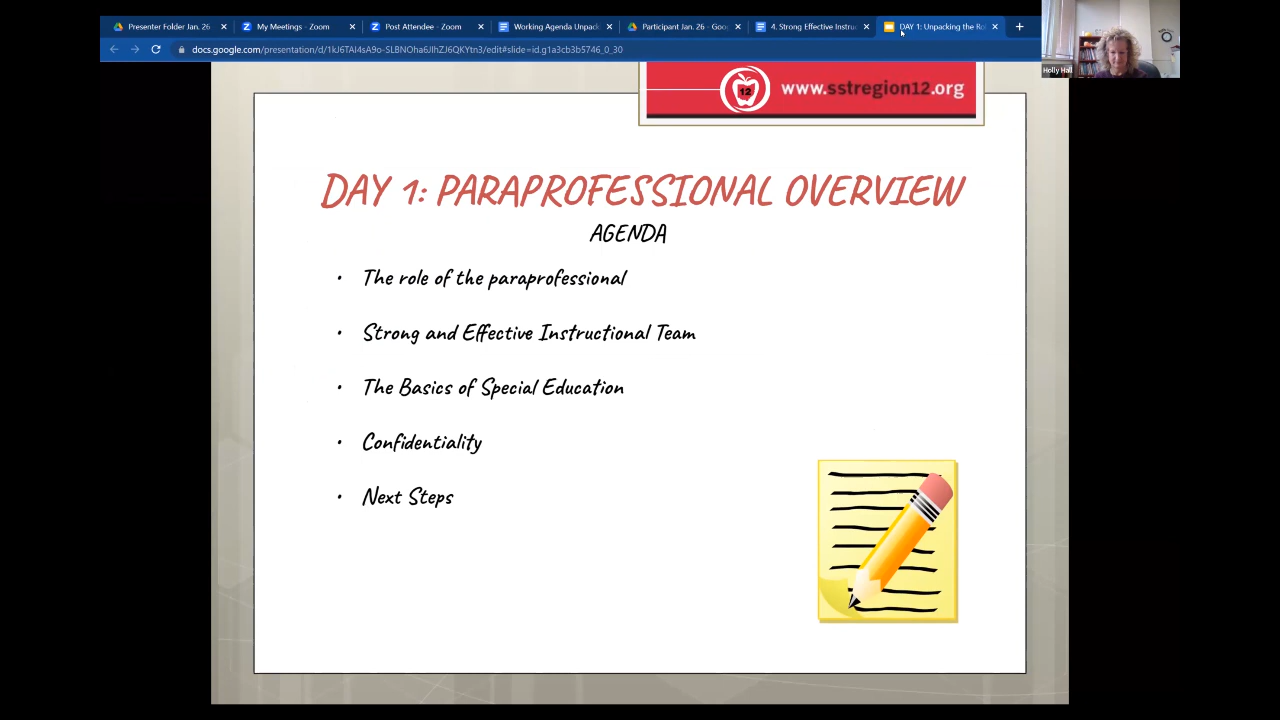 Presenter Folder Jan. 26
My Meetings - Zoom
Post Attendee - Zoom
Working Agenda Unpack
Participant Jan. 26 - Goo
4. Strong Effective Instruc
DAY 1: Unpacking the Ro
docs.google.com/presentation/d/1kJ6TAI4sA9o-SLBNOha6JIhZJ6QKYtn3/edit#slide=id.g1a3cb3b5746_0_30
Holly Hall
12
www.sstregion12.org
DAY 1: PARAPROFESSIONAL OVERVIEW
AGENDA
• The role of the paraprofessional
• Strong and Effective Instructional Team
• The Basics of Special Education
• Confidentiality
• Next Steps